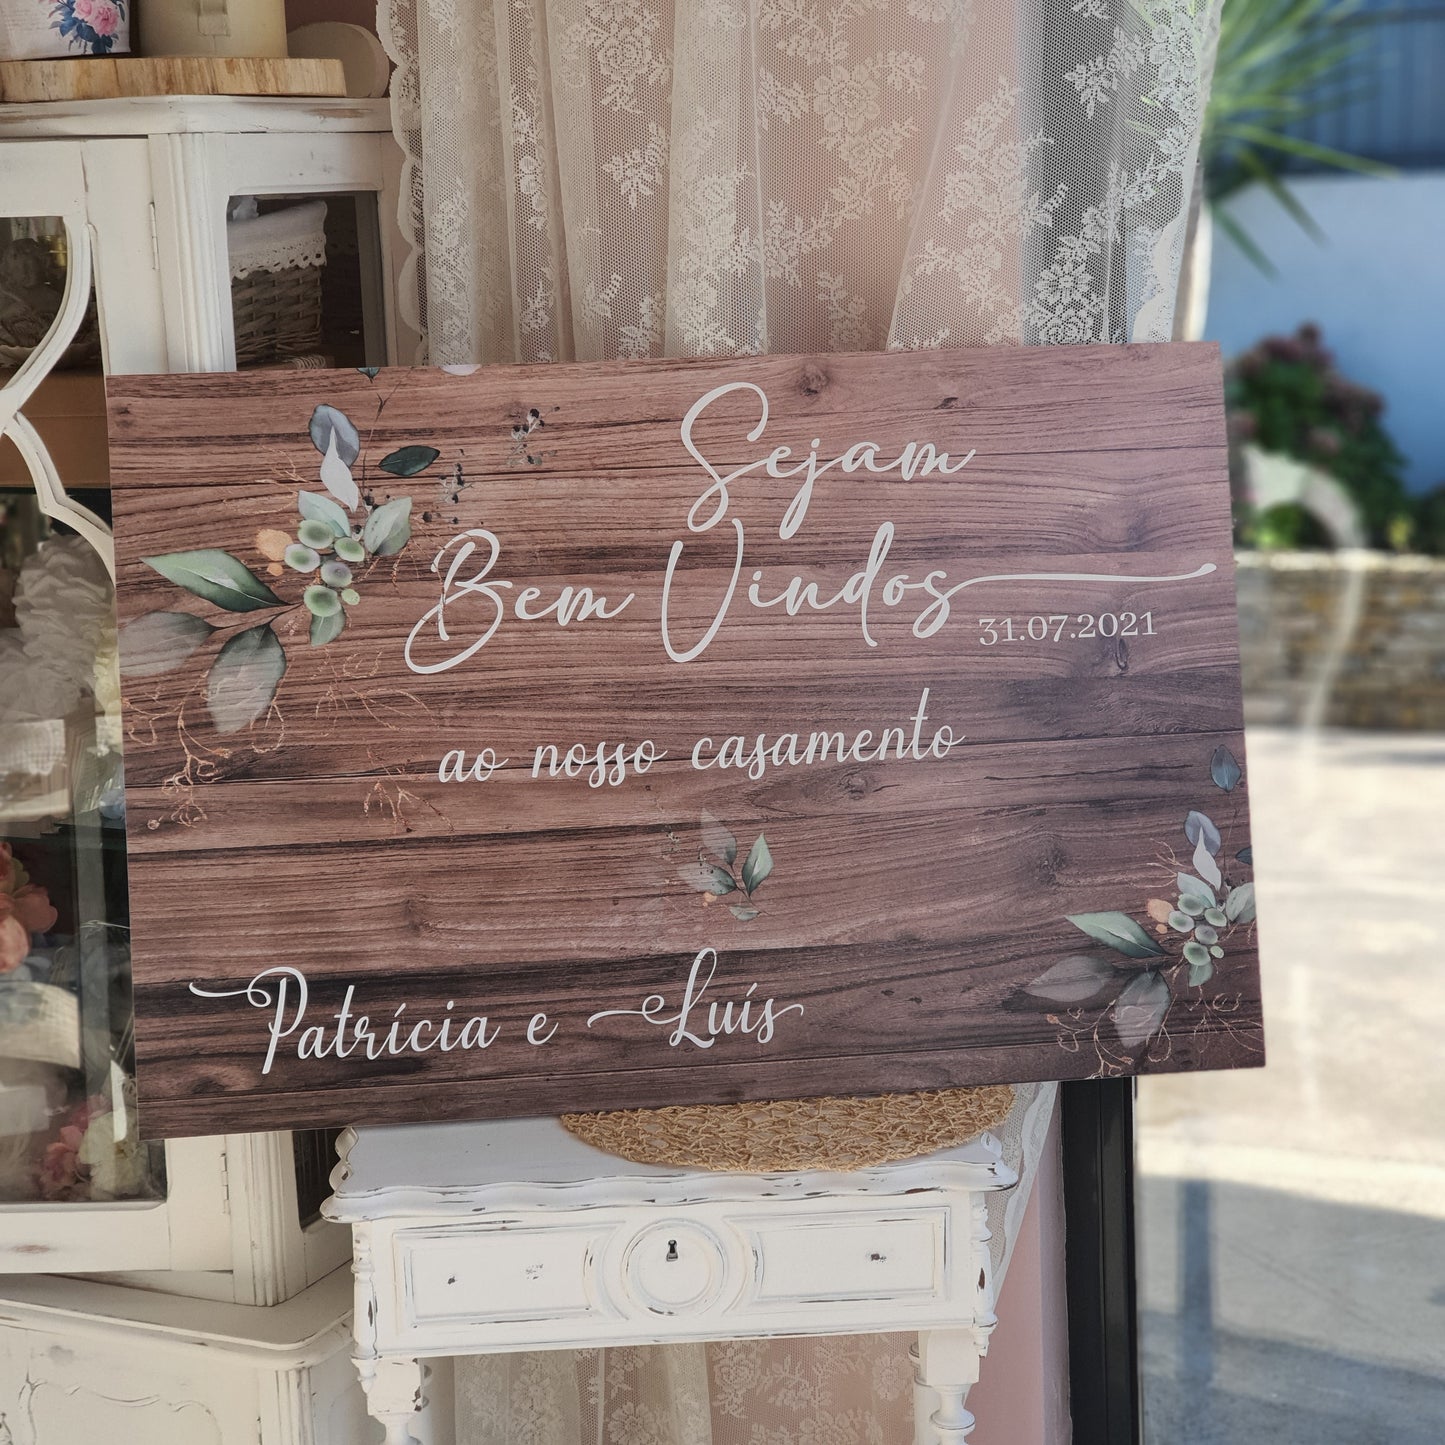 Sejam
Bem Vindos
31.07.2021
ao nosso casamento
Patrícia e Luís